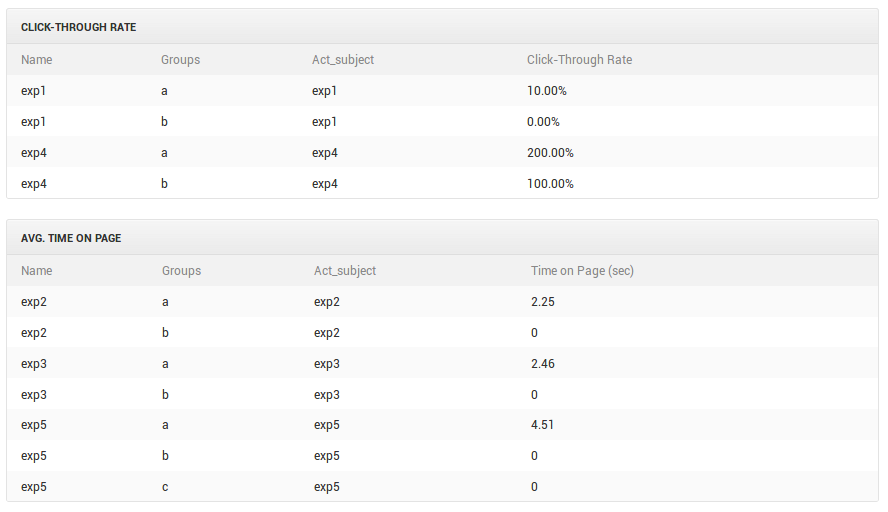 CLICK-THROUGH RATE
Name Groups Act_subject Click-Through Rate
exp1 a exp1 10.00%
exp1 b exp1 0.00%
exp4 a exp4 200.00%
exp4 b exp4 100.00%
AVG. TIME ON PAGE
Name Groups Act_subject Time on Page (sec)
exp2 a exp2 2.25
exp2 b exp2 0
exp3 a exp3 2.46
exp3 b exp3 0
exp5 a exp5 4.51
exp5 b exp5 0
exp5 c exp5 0